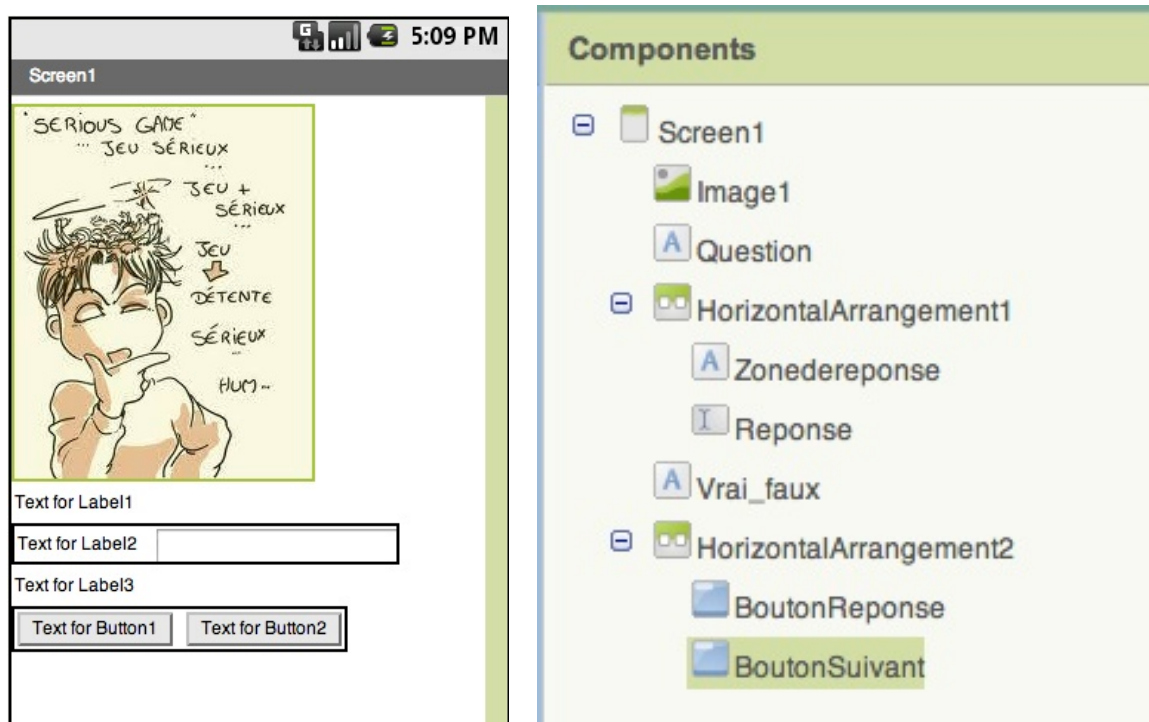 5:09 PM
Screen1
"SERIOUS GAME"
... JEU SÉRIEUX
...
JEU +
SÉRIEUX
...
JEU
DÉTENTE
SÉRIEUX
...
HUM...
Text for Label1
Text for Label2
Text for Label3
Text for Button1 Text for Button2
Components
Screen1
Image1
Question
HorizontalArrangement1
Zonedereponse
Reponse
Vrai_faux
HorizontalArrangement2
BoutonReponse
BoutonSuivant